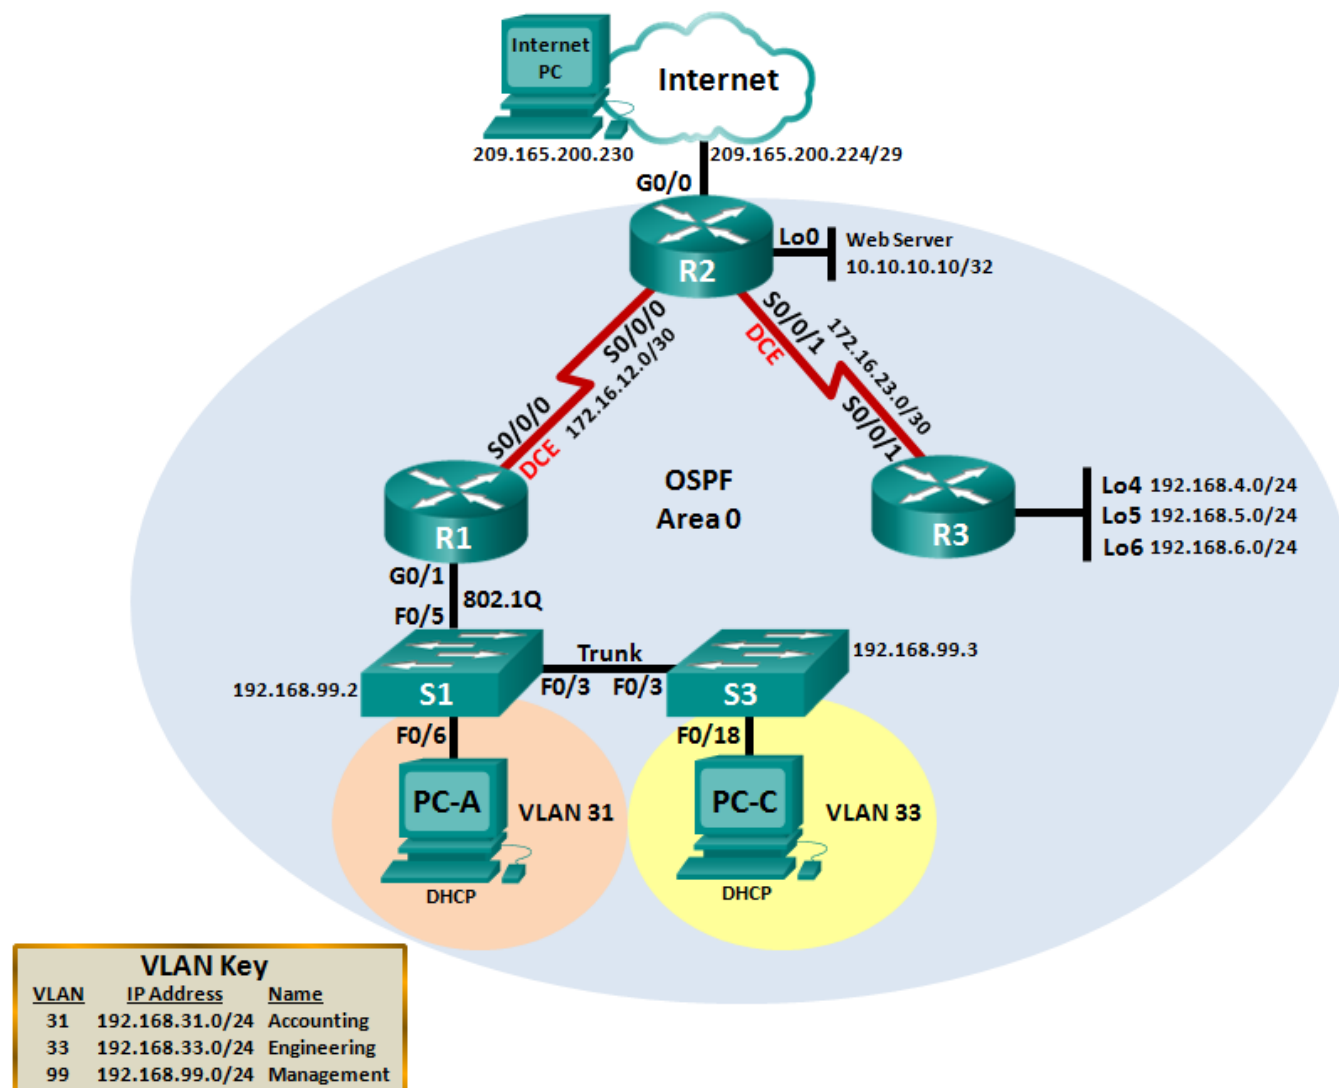 Internet
PC
Internet
209.165.200.230
209.165.200.224/29
G0/0
R2
Lo0
Web Server
10.10.10.10/32
S0/0/0
S0/0/1
DCE
172.16.12.0/30
172.16.23.0/30
S0/0/0
DCE
S0/0/1
R1
OSPF
Area 0
R3
Lo4 192.168.4.0/24
Lo5 192.168.5.0/24
Lo6 192.168.6.0/24
G0/1
802.1Q
F0/5
S1
192.168.99.2
Trunk
F0/3 F0/3
S3
192.168.99.3
F0/6
F0/18
PC-A
VLAN 31
DHCP
PC-C
VLAN 33
DHCP
VLAN Key
VLAN IP Address Name
31 192.168.31.0/24 Accounting
33 192.168.33.0/24 Engineering
99 192.168.99.0/24 Management